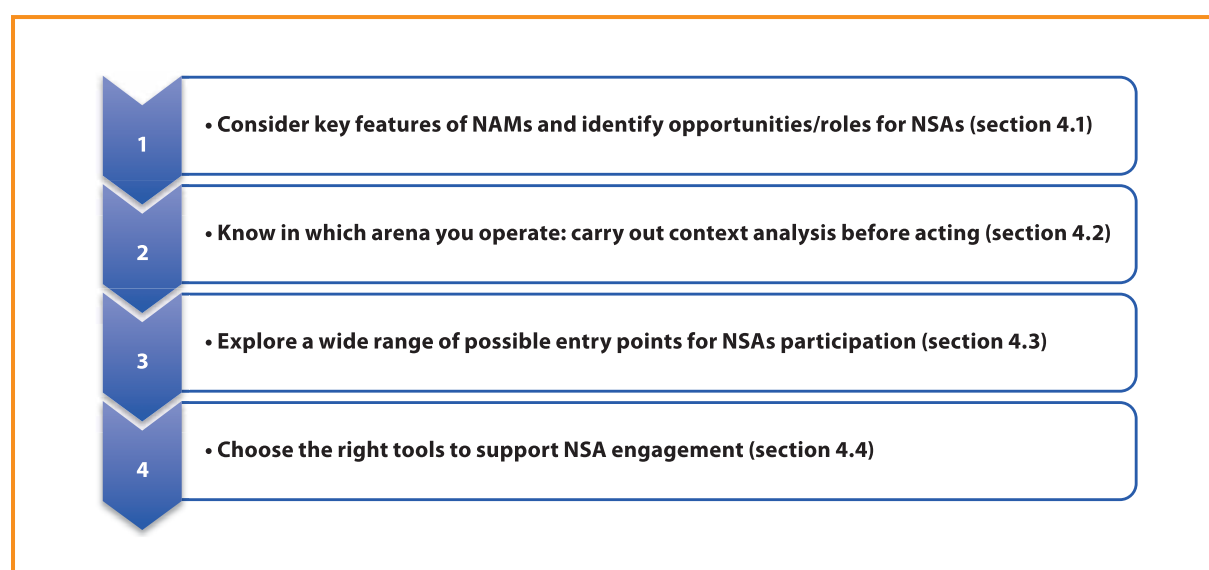 1
• Consider key features of NAMs and identify opportunities/roles for NSAs (section 4.1)
2
• Know in which arena you operate: carry out context analysis before acting (section 4.2)
3
• Explore a wide range of possible entry points for NSAs participation (section 4.3)
4
• Choose the right tools to support NSA engagement (section 4.4)